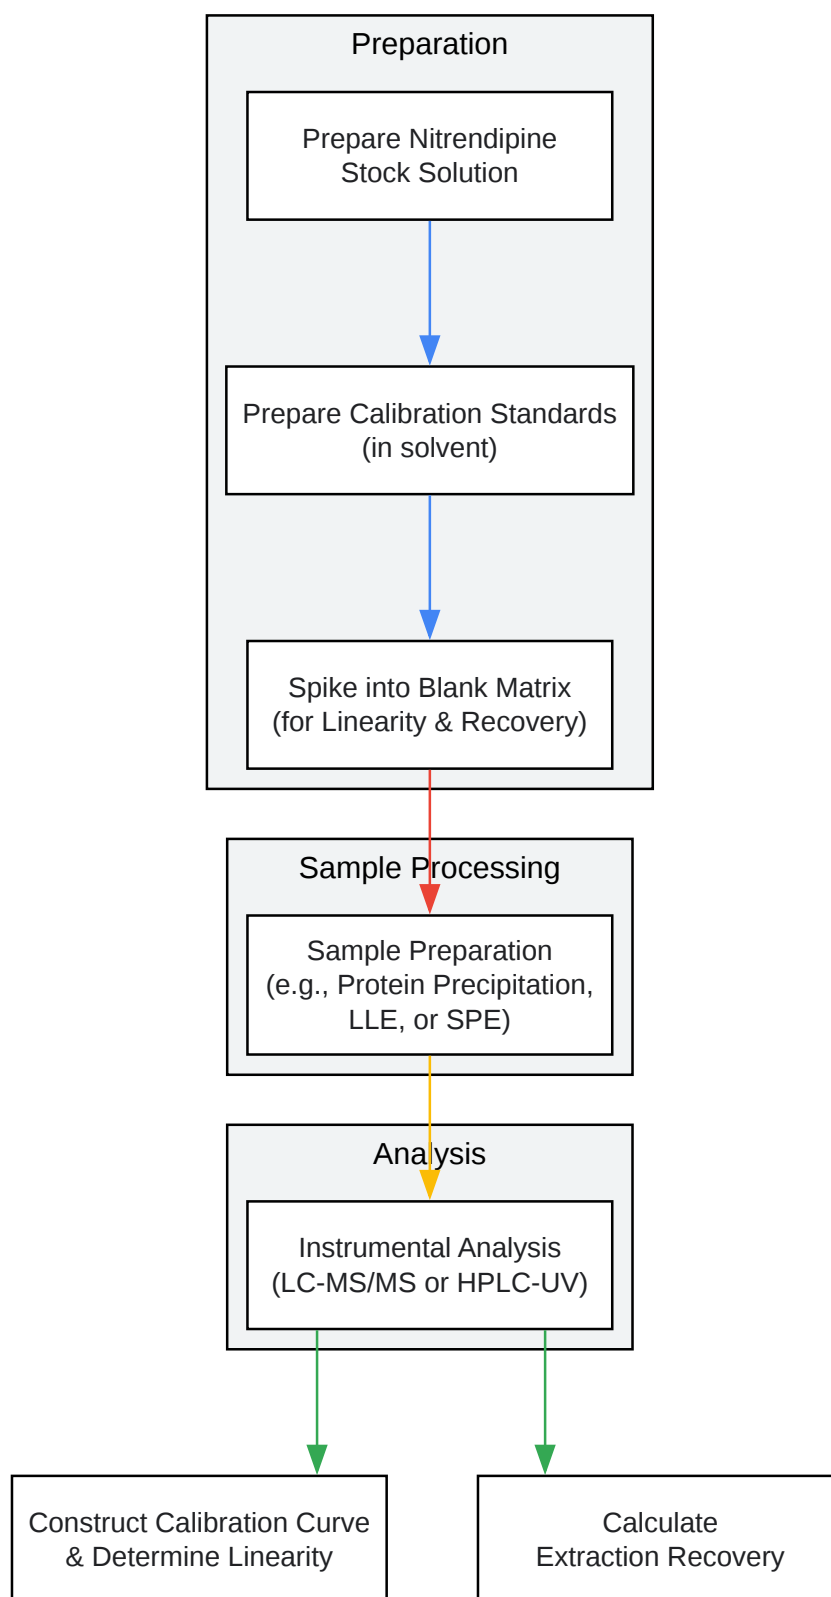 Preparation
Prepare Nitrendipine
Stock Solution
Prepare Calibration Standards
(in solvent)
Spike into Blank Matrix
(for Linearity & Recovery)
Sample Processing
Sample Preparation
(e.g., Protein Precipitation,
LLE, or SPE)
Analysis
Instrumental Analysis
(LC-MS/MS or HPLC-UV)
Construct Calibration Curve
& Determine Linearity
Calculate
Extraction Recovery